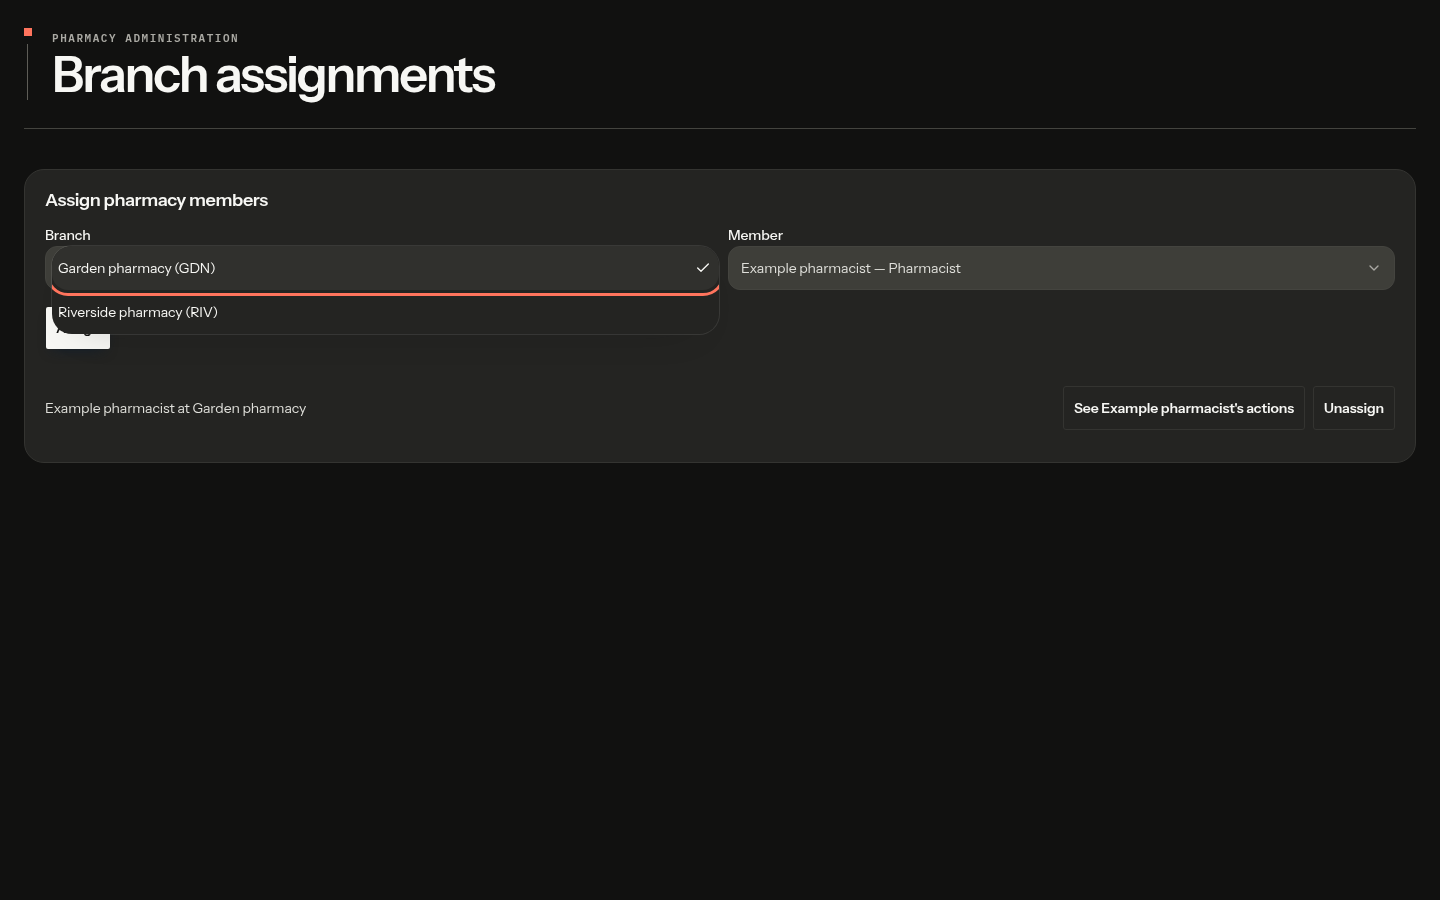 PHARMACY ADMINISTRATION
Branch assignments
Assign pharmacy members
Branch
Member
Garden pharmacy (GDN)
Example pharmacist — Pharmacist
Riverside pharmacy (RIV)
Example pharmacist at Garden pharmacy
See Example pharmacist's actions
Unassign